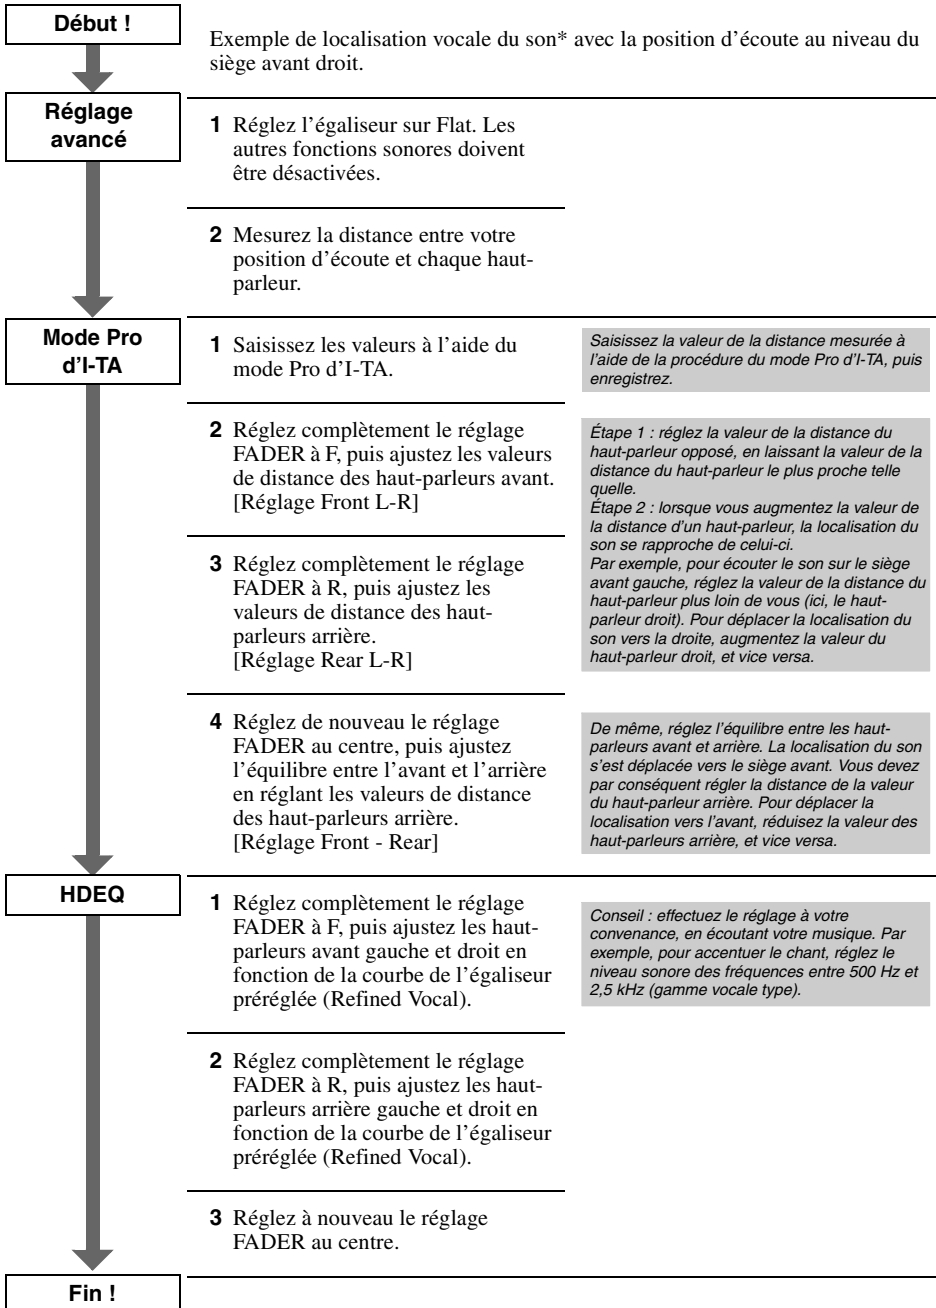 Début !
Exemple de localisation vocale du son* avec la position d'écoute au niveau du
siège avant droit.
Réglage
avancé
1 Réglez l'égaliseur sur Flat. Les
autres fonctions sonores doivent
être désactivées.
2 Mesurez la distance entre votre
position d'écoute et chaque haut-
parleur.
Mode Pro
d'I-TA
1 Saisissez les valeurs à l'aide du
mode Pro d'I-TA.
Saisissez la valeur de la distance mesurée à
l'aide de la procédure du mode Pro d'I-TA, puis
enregistrez.
2 Réglez complètement le réglage
FADER à F, puis ajustez les valeurs
de distance des haut-parleurs avant.
[Réglage Front L-R]
Étape 1 : réglez la valeur de la distance du
haut-parleur opposé, en laissant la valeur de la
distance du haut-parleur le plus proche telle
quelle.
Étape 2 : lorsque vous augmentez la valeur de
la distance d'un haut-parleur, la localisation du
son se rapproche de celui-ci.
Par exemple, pour écouter le son sur le siège
avant gauche, réglez la valeur de la distance du
haut-parleur plus loin de vous (ici, le haut-
parleur droit). Pour déplacer la localisation du
son vers la droite, augmentez la valeur du
haut-parleur droit, et vice versa.
3 Réglez complètement le réglage
FADER à R, puis ajustez les
valeurs de distance des haut-
parleurs arrière.
[Réglage Rear L-R]
4 Réglez de nouveau le réglage
FADER au centre, puis ajustez
l'équilibre entre l'avant et l'arrière
en réglant les valeurs de distance
des haut-parleurs arrière.
[Réglage Front - Rear]
De même, réglez l'équilibre entre les haut-
parleurs avant et arrière. La localisation du son
s'est déplacée vers le siège avant. Vous devez
par conséquent régler la distance de la valeur
du haut-parleur arrière. Pour déplacer la
localisation vers l'avant, réduisez la valeur des
haut-parleurs arrière, et vice versa.
HDEQ
1 Réglez complètement le réglage
FADER à F, puis ajustez les haut-
parleurs avant gauche et droit en
fonction de la courbe de l'égaliseur
préréglée (Refined Vocal).
Conseil : effectuez le réglage à votre
convenance, en écoutant votre musique. Par
exemple, pour accentuer le chant, réglez le
niveau sonore des fréquences entre 500 Hz et
2,5 kHz (gamme vocale type).
2 Réglez complètement le réglage
FADER à R, puis ajustez les haut-
parleurs arrière gauche et droit en
fonction de la courbe de l'égaliseur
préréglée (Refined Vocal).
3 Réglez à nouveau le réglage
FADER au centre.
Fin !